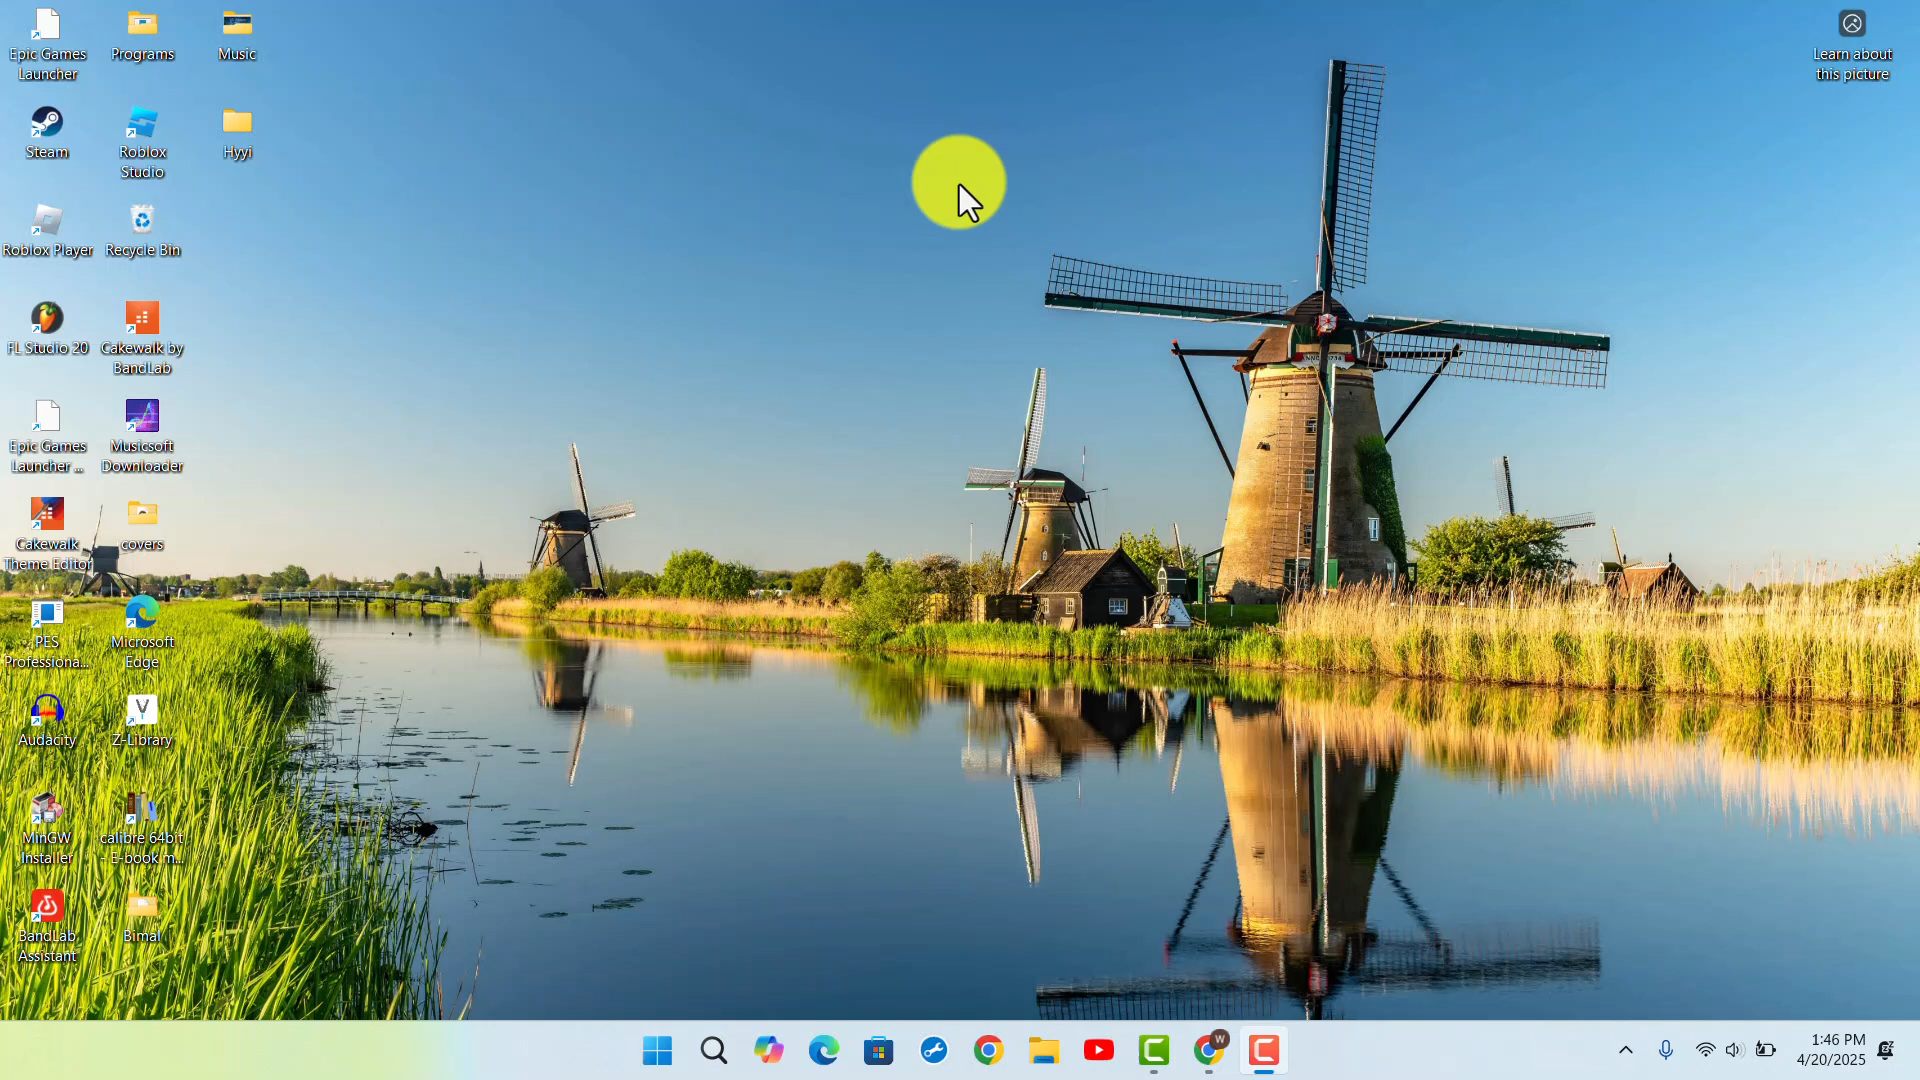 Epic Games
Launcher
Programs
Music
Learn about
this picture
Steam
Roblox
Studio
Hyyi
Roblox Player
Recycle Bin
FL Studio 20
Cakewalk by
BandLab
Epic Games
Launcher ...
Musicsoft
Downloader
Cakewalk
Theme Editor
covers
PES
Professiona...
Microsoft
Edge
Audacity
Z-Library
MinGW
Installer
calibre 64bit
- E-book m...
BandLab
Assistant
Bimal
W
1:46 PM
4/20/2025